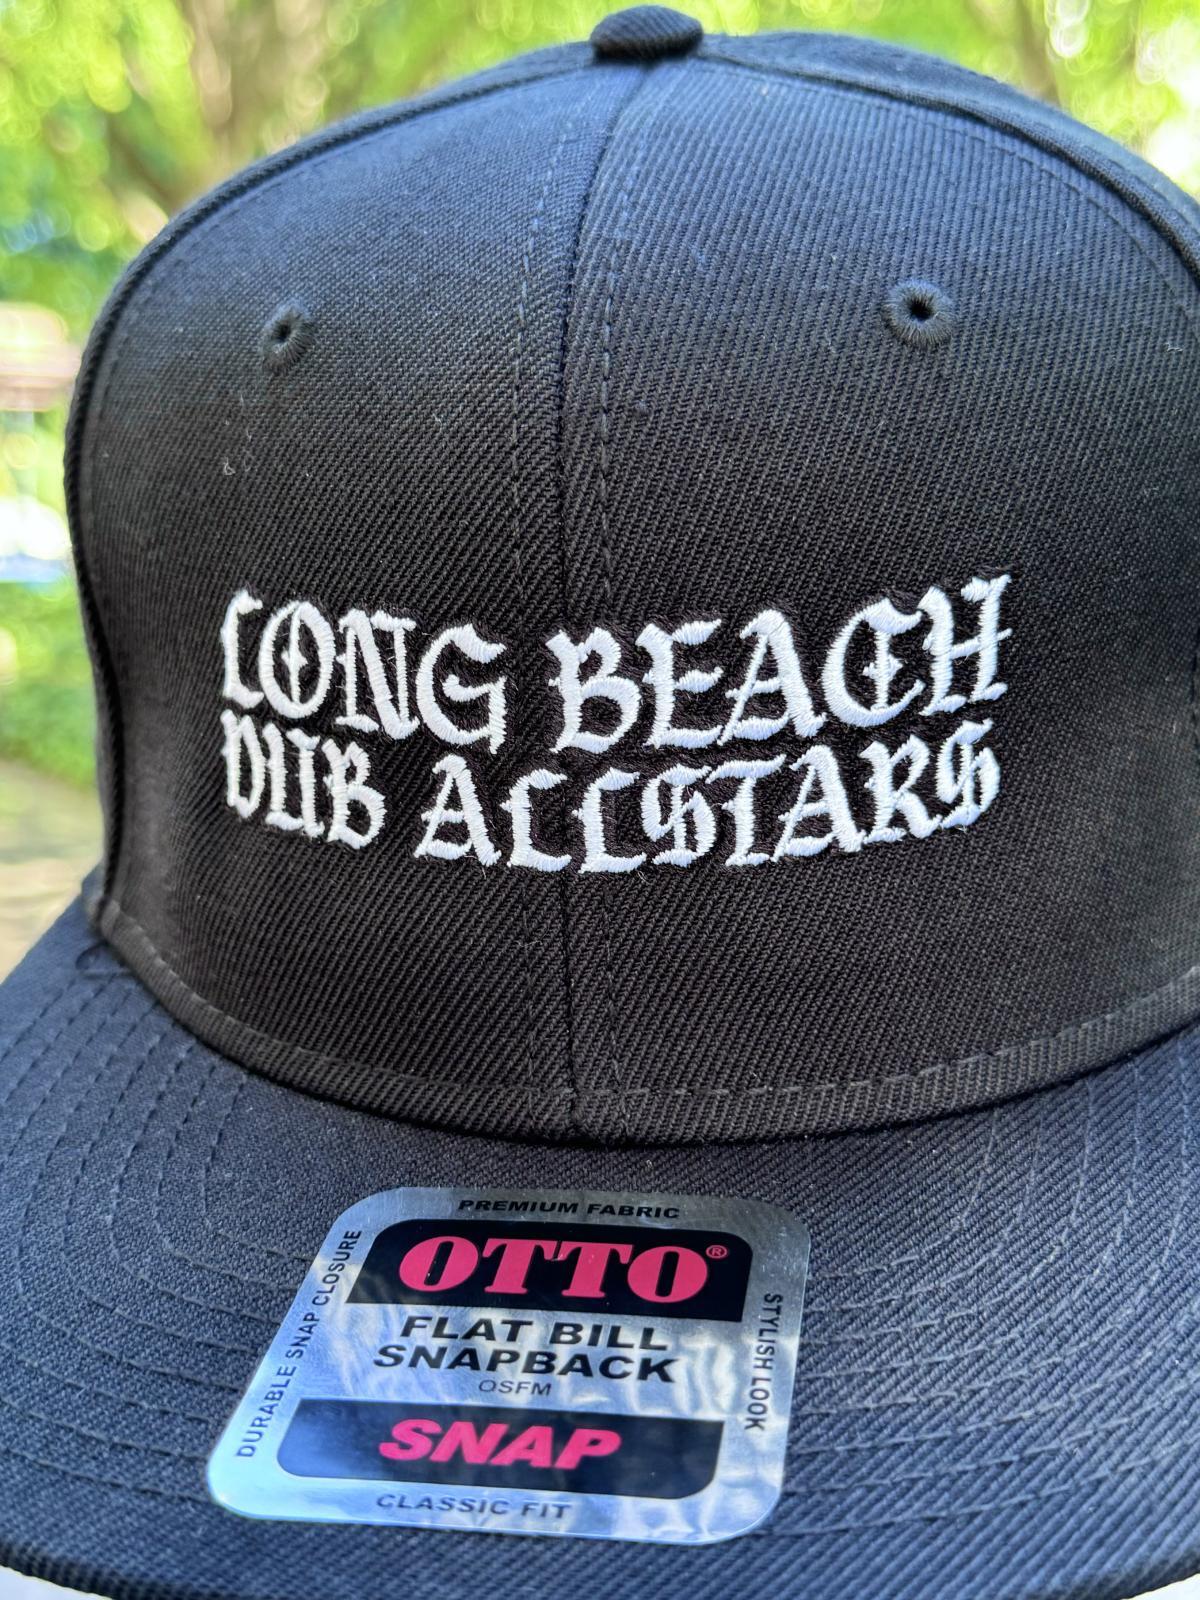 LONG BEACH
DUB ALLSTARS
PREMIUM FABRIC
DURABLE SNAP CLOSURE
OTTO®
STYLISH LOOK
FLAT BILL
SNAPBACK
OSFM
SNAP
CLASSIC FIT